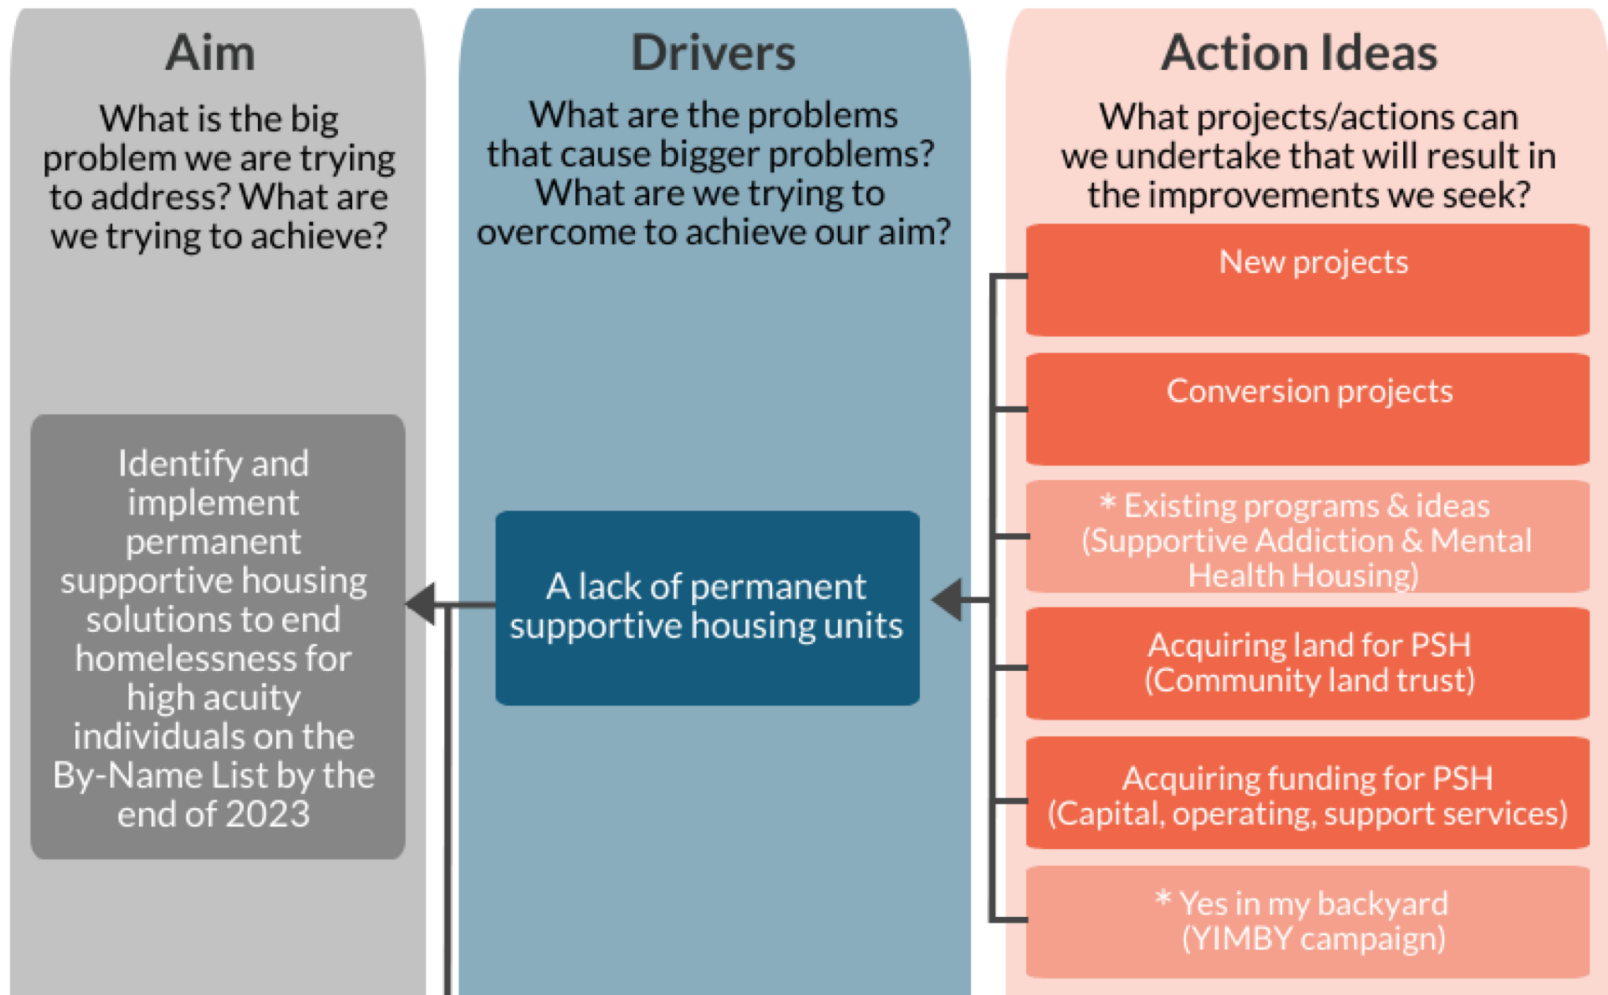 Aim
What is the big
problem we are trying
to address? What are
we trying to achieve?
Identify and
implement
permanent
supportive housing
solutions to end
homelessness for
high acuity
individuals on the
By-Name List by the
end of 2023
Drivers
What are the problems
that cause bigger problems?
What are we trying to
overcome to achieve our aim?
A lack of permanent
supportive housing units
Action Ideas
What projects/actions can
we undertake that will result in
the improvements we seek?
New projects
Conversion projects
* Existing programs & ideas
(Supportive Addiction & Mental
Health Housing)
Acquiring land for PSH
(Community land trust)
Acquiring funding for PSH
(Capital, operating, support services)
* Yes in my backyard
(YIMBY campaign)